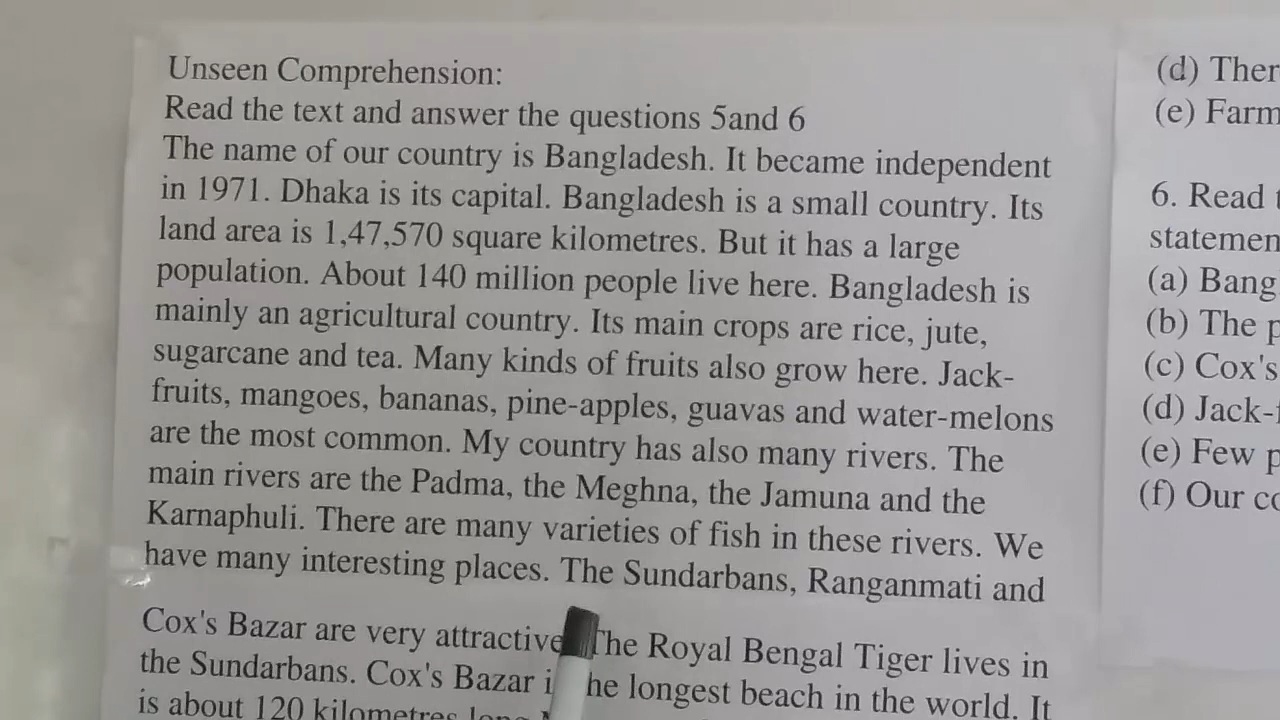 Unseen Comprehension:
Read the text and answer the questions 5and 6
The name of our country is Bangladesh. It became independent
in 1971. Dhaka is its capital. Bangladesh is a small country. Its
land area is 1,47,570 square kilometres. But it has a large
population. About 140 million people live here. Bangladesh is
mainly an agricultural country. Its main crops are rice, jute,
sugarcane and tea. Many kinds of fruits also grow here. Jack-
fruits, mangoes, bananas, pine-apples, guavas and water-melons
are the most common. My country has also many rivers. The
main rivers are the Padma, the Meghna, the Jamuna and the
Karnaphuli. There are many varieties of fish in these rivers. We
have many interesting places. The Sundarbans, Ranganmati and
Cox's Bazar are very attractive The Royal Bengal Tiger lives in
the Sundarbans. Cox's Bazar the longest beach in the world. It
is about 120 kilometres long
(d) Ther
(e) Farm
6. Read
statemen
(a) Bang
(b) The p
(c) Cox's
(d) Jack-
(e) Few p
(f) Our co